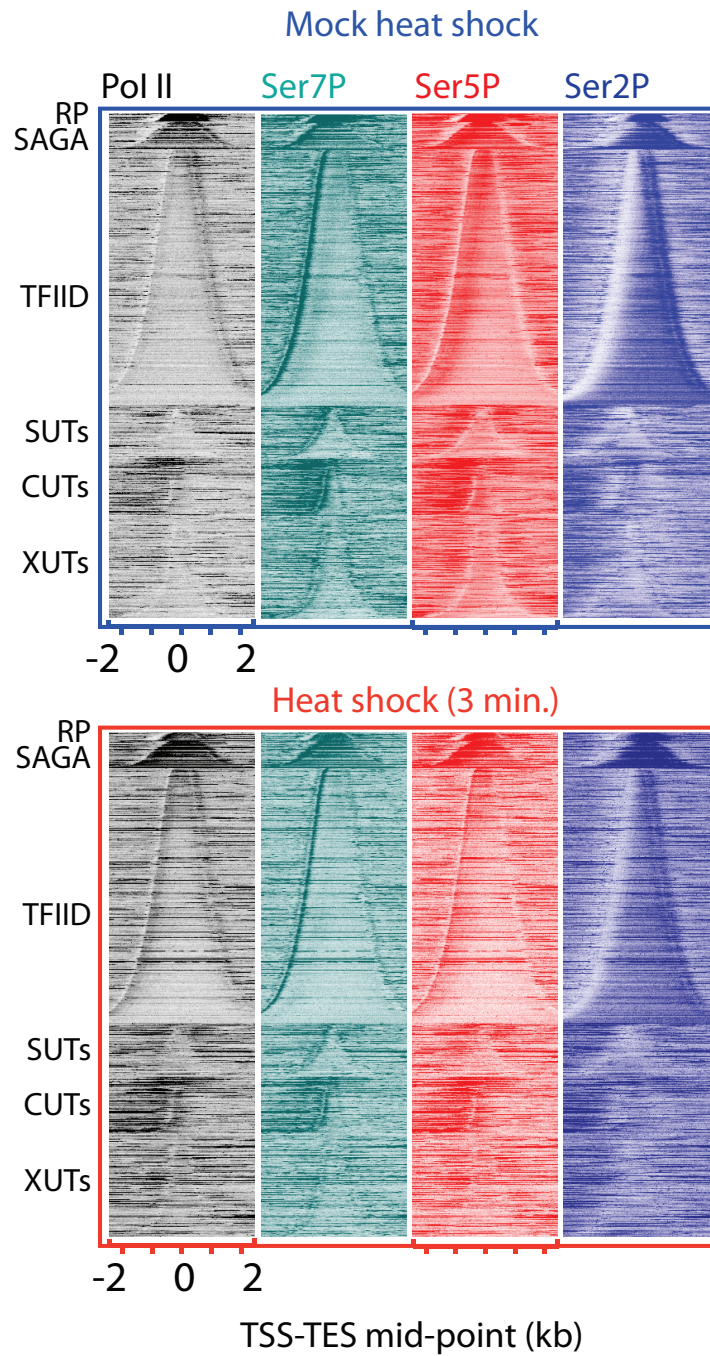 Mock heat shock
Pol II Ser7P Ser5P Ser2P
RP
SAGA
TFIID
SUTs
CUTs
XUTs
-2 0 2
Heat shock (3 min.)
RP
SAGA
TFIID
SUTs
CUTs
XUTs
-2 0 2
TSS-TES mid-point (kb)